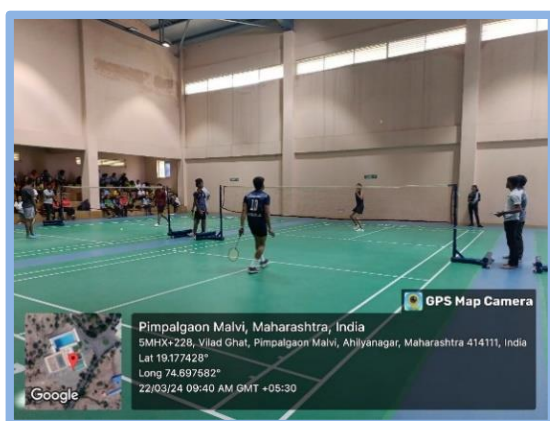 GPS Map Camera
Pimpalgaon Malvi, Maharashtra, India
5MHX+228, Vilad Ghat, Pimpalgaon Malvi, Ahilyanagar, Maharashtra 414111, India
Lat 19.177428°
Long 74.697582°
22/03/24 09:40 AM GMT +05:30
Google